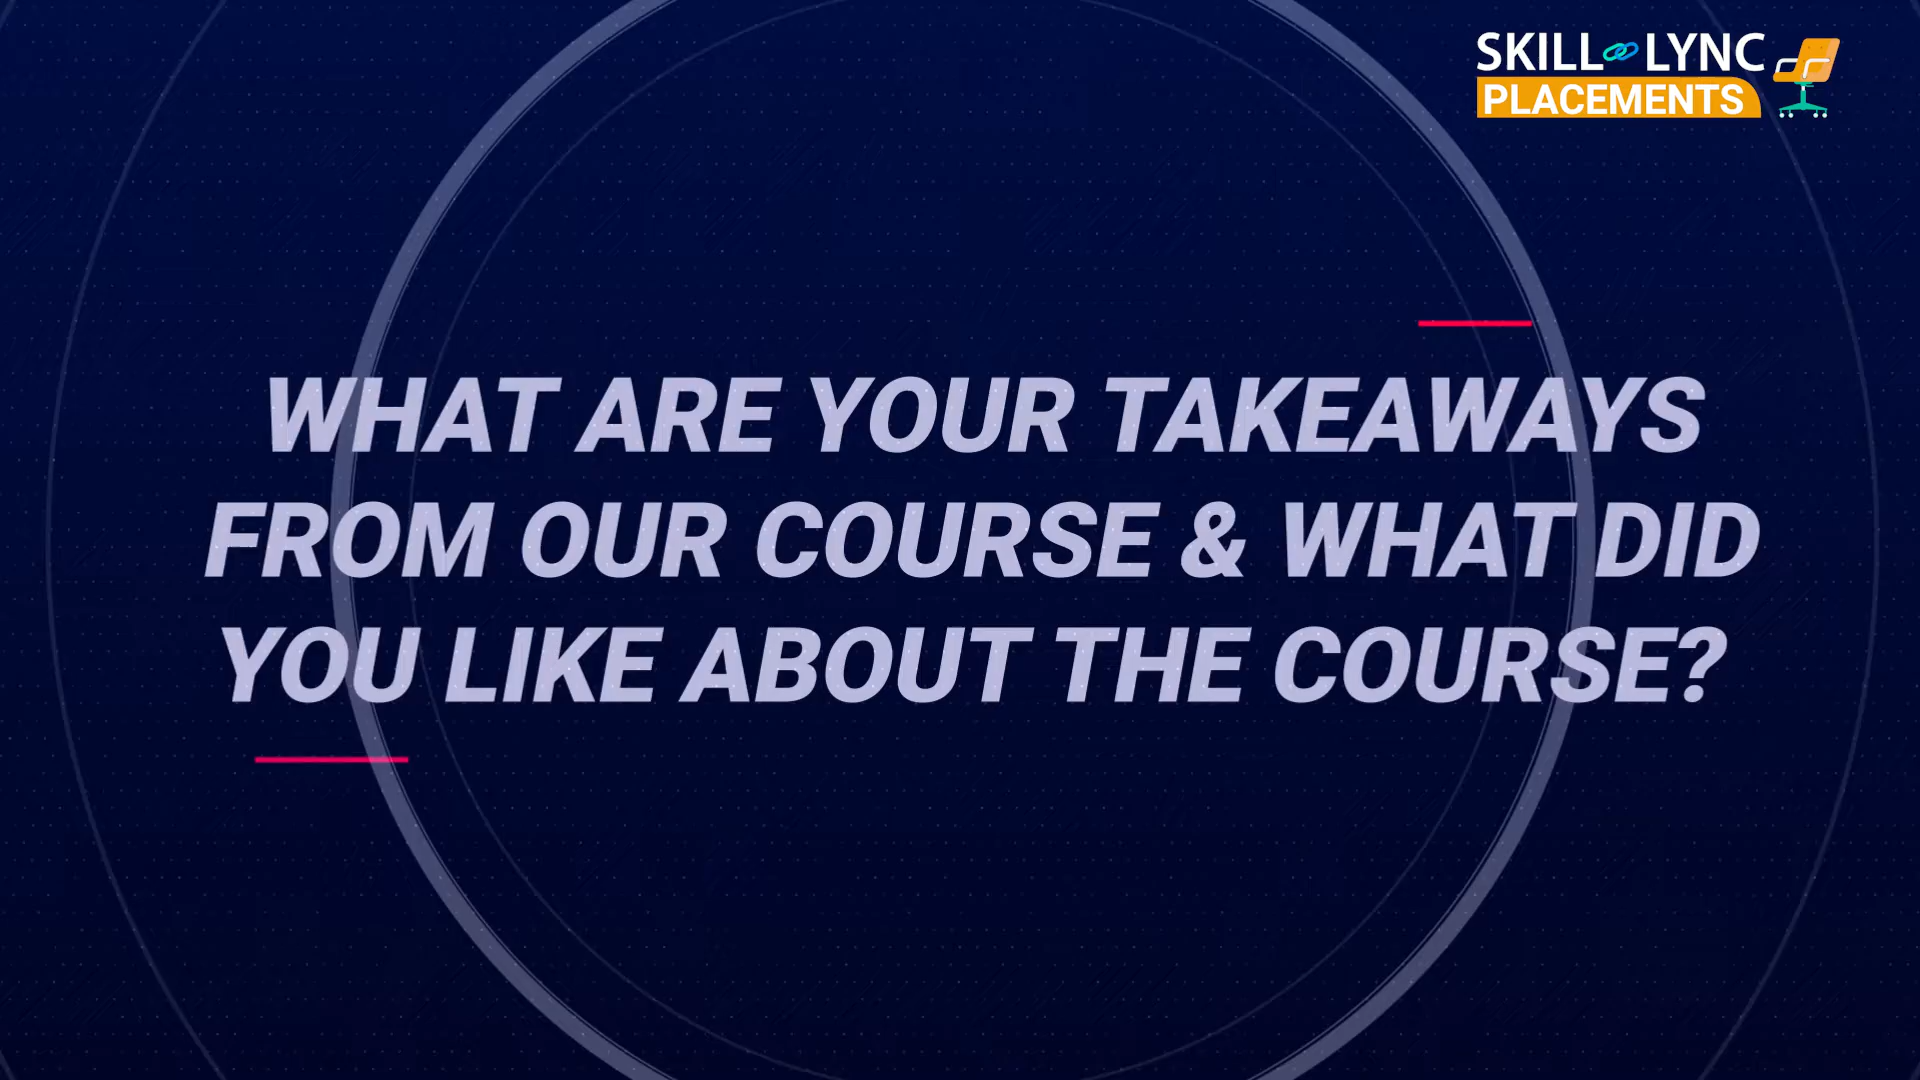 SKILL LYNC
PLACEMENTS
WHAT ARE YOUR TAKEAWAYS
FROM OUR COURSE & WHAT DID
YOU LIKE ABOUT THE COURSE?